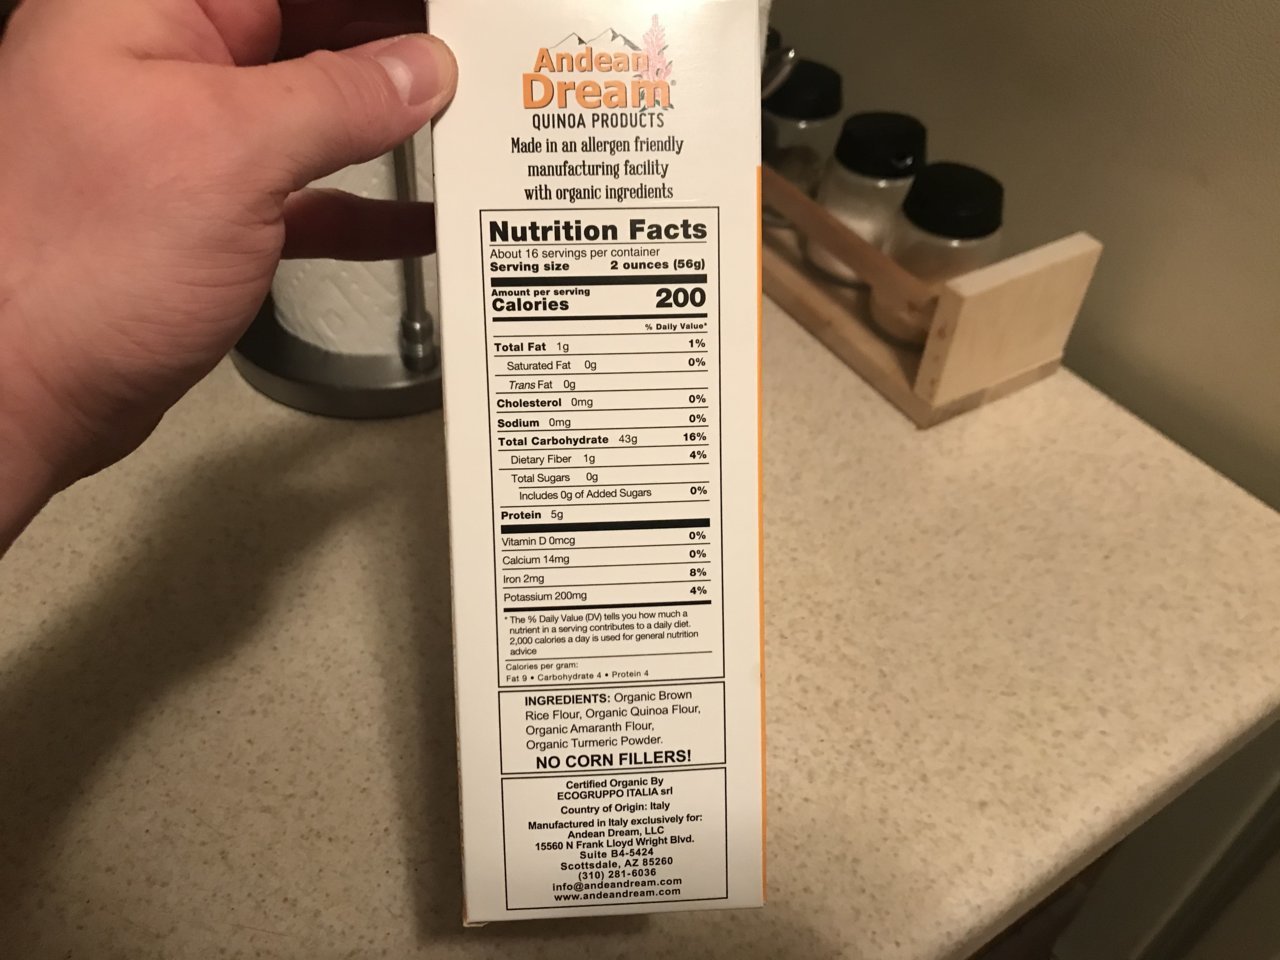 Andean
Dream®
QUINOA PRODUCTS
Made in an allergen friendly
manufacturing facility
with organic ingredients
Nutrition Facts
About 16 servings per container
Serving size 2 ounces (56g)
Amount per serving
Calories 200
% Daily Value*
Total Fat 1g 1%
Saturated Fat 0g 0%
Trans Fat 0g
Cholesterol 0mg 0%
Sodium 0mg 0%
Total Carbohydrate 43g 16%
Dietary Fiber 1g 4%
Total Sugars 0g
Includes 0g of Added Sugars 0%
Protein 5g
Vitamin D 0mcg 0%
Calcium 14mg 0%
Iron 2mg 8%
Potassium 200mg 4%
* The % Daily Value (DV) tells you how much a
nutrient in a serving contributes to a daily diet.
2,000 calories a day is used for general nutrition
advice
Calories per gram:
Fat 9 • Carbohydrate 4 • Protein 4
INGREDIENTS: Organic Brown
Rice Flour, Organic Quinoa Flour,
Organic Amaranth Flour,
Organic Turmeric Powder.
NO CORN FILLERS!
Certified Organic By
ECOGRUPPO ITALIA srl
Country of Origin: Italy
Manufactured in Italy exclusively for:
Andean Dream, LLC
15560 N Frank Lloyd Wright Blvd.
Suite B4-5424
Scottsdale, AZ 85260
(310) 281-6036
info@andeandream.com
www.andeandream.com